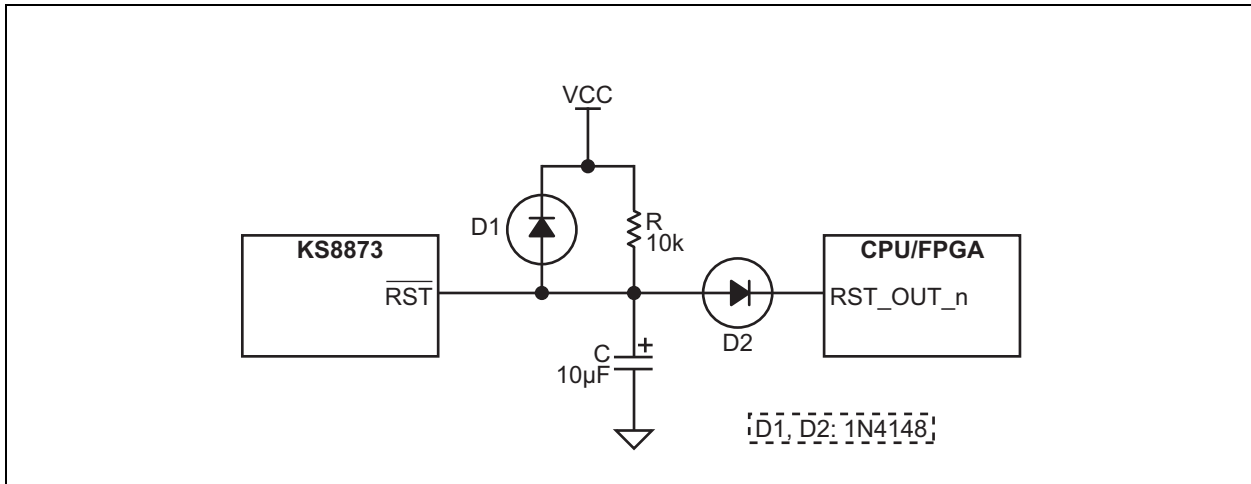 VCC
D1
R
10k
KS8873
RST
CPU/FPGA
RST_OUT_n
D2
C
+
10µF
D1, D2: 1N4148